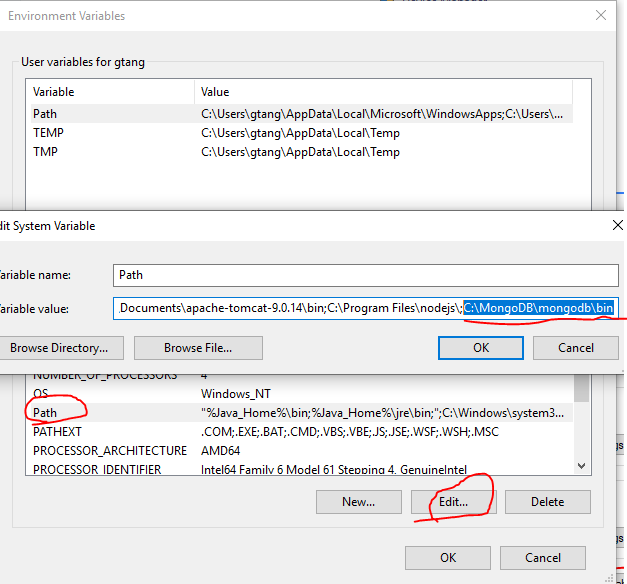 Environment Variables
User variables for gtang
Variable Value
Path C:\Users\gtang\AppData\Local\Microsoft\WindowsApps;C:\Users\...
TEMP C:\Users\gtang\AppData\Local\Temp
TMP C:\Users\gtang\AppData\Local\Temp
dit System Variable
ariable name: Path
ariable value: Documents\apache-tomcat-9.0.14\bin;C:\Program Files\nodejs\;C:\MongoDB\mongodb\bin
Browse Directory... Browse File... OK Cancel
NUMBER_OF_PROCESSORS 4
OS Windows_NT
Path "%Java_Home%\bin;%Java_Home%\jre\bin;";C:\Windows\system3...
PATHEXT .COM;.EXE;.BAT;.CMD;.VBS;.VBE;.JS;.JSE;.WSF;.WSH;.MSC
PROCESSOR_ARCHITECTURE AMD64
PROCESSOR_IDENTIFIER Intel64 Family 6 Model 61 Stepping 4, GenuineIntel
New... Edit... Delete
OK Cancel